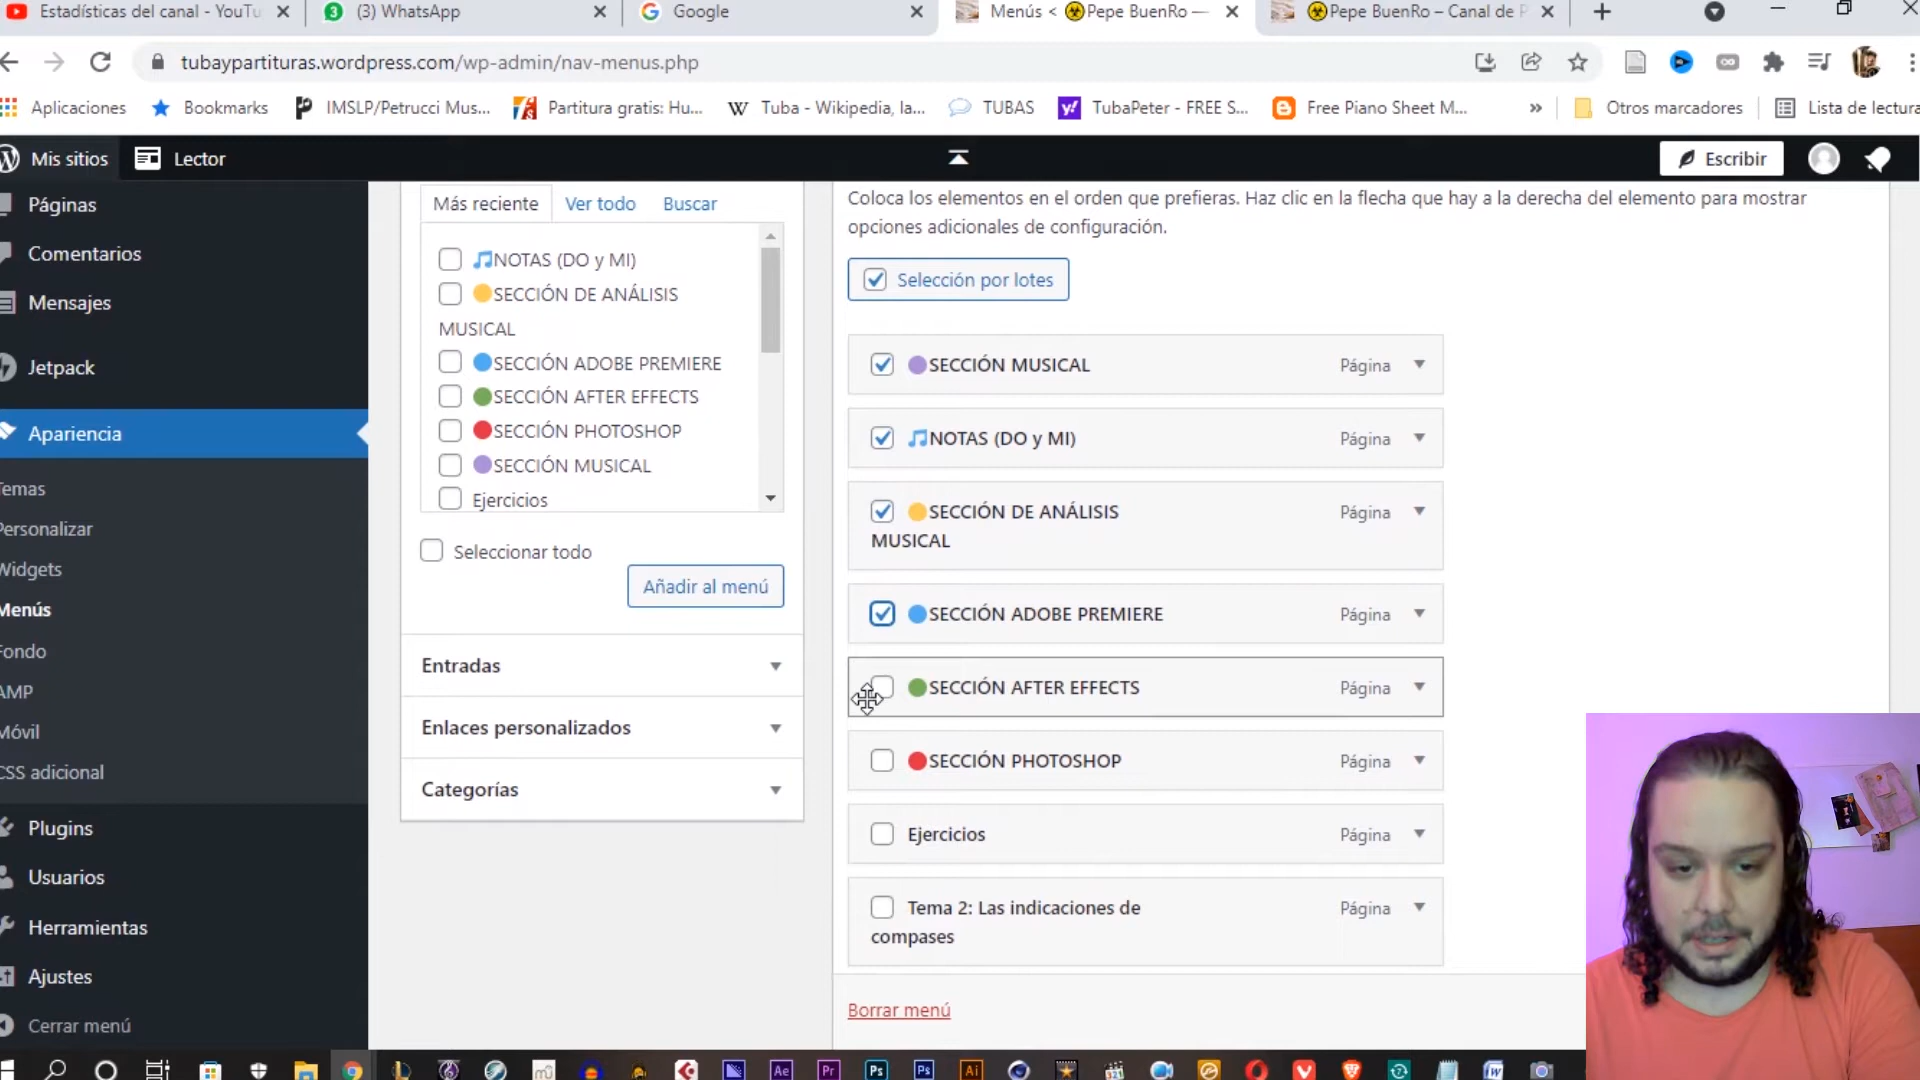 Estadísticas del canal - YouTu
(3) WhatsApp
Google
Menús < ☣Pepe BuenRo —
☣Pepe BuenRo – Canal de P
tubaypartituras.wordpress.com/wp-admin/nav-menus.php
Aplicaciones
Bookmarks
IMSLP/Petrucci Mus...
Partitura gratis: Hu...
Tuba - Wikipedia, la...
TUBAS
TubaPeter - FREE S...
Free Piano Sheet M...
»
Otros marcadores
Lista de lectura
Mis sitios
Lector
Escribir
Páginas
Comentarios
Mensajes
Jetpack
Apariencia
Temas
Personalizar
Widgets
Menús
Fondo
AMP
Móvil
CSS adicional
Plugins
Usuarios
Herramientas
Ajustes
Cerrar menú
Más reciente
Ver todo
Buscar
🎵NOTAS (DO y MI)
🟡SECCIÓN DE ANÁLISIS
MUSICAL
🔵SECCIÓN ADOBE PREMIERE
🟢SECCIÓN AFTER EFFECTS
🔴SECCIÓN PHOTOSHOP
🟣SECCIÓN MUSICAL
Ejercicios
Seleccionar todo
Añadir al menú
Entradas
Enlaces personalizados
Categorías
Coloca los elementos en el orden que prefieras. Haz clic en la flecha que hay a la derecha del elemento para mostrar
opciones adicionales de configuración.
Selección por lotes
🟣SECCIÓN MUSICAL Página
🎵NOTAS (DO y MI) Página
🟡SECCIÓN DE ANÁLISIS Página
MUSICAL
🔵SECCIÓN ADOBE PREMIERE Página
🟢SECCIÓN AFTER EFFECTS Página
🔴SECCIÓN PHOTOSHOP Página
Ejercicios Página
Tema 2: Las indicaciones de Página
compases
Borrar menú
Ae
Pr
Ps
Ps
Ai